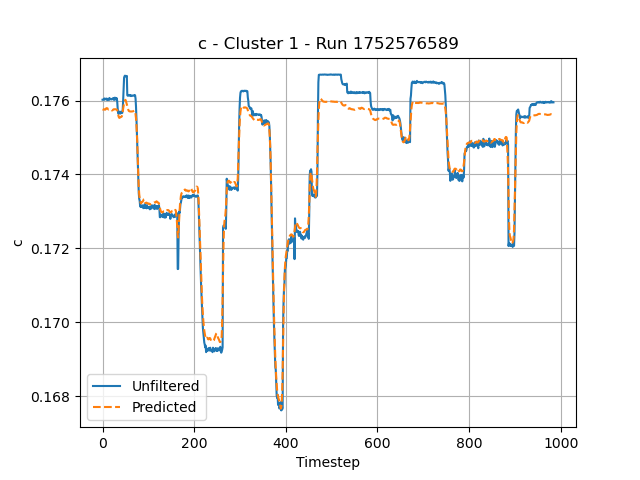 c - Cluster 1 - Run 1752576589
0.176
0.174
0.172
0.170
0.168
c
Unfiltered
Predicted
0 200 400 600 800 1000
Timestep